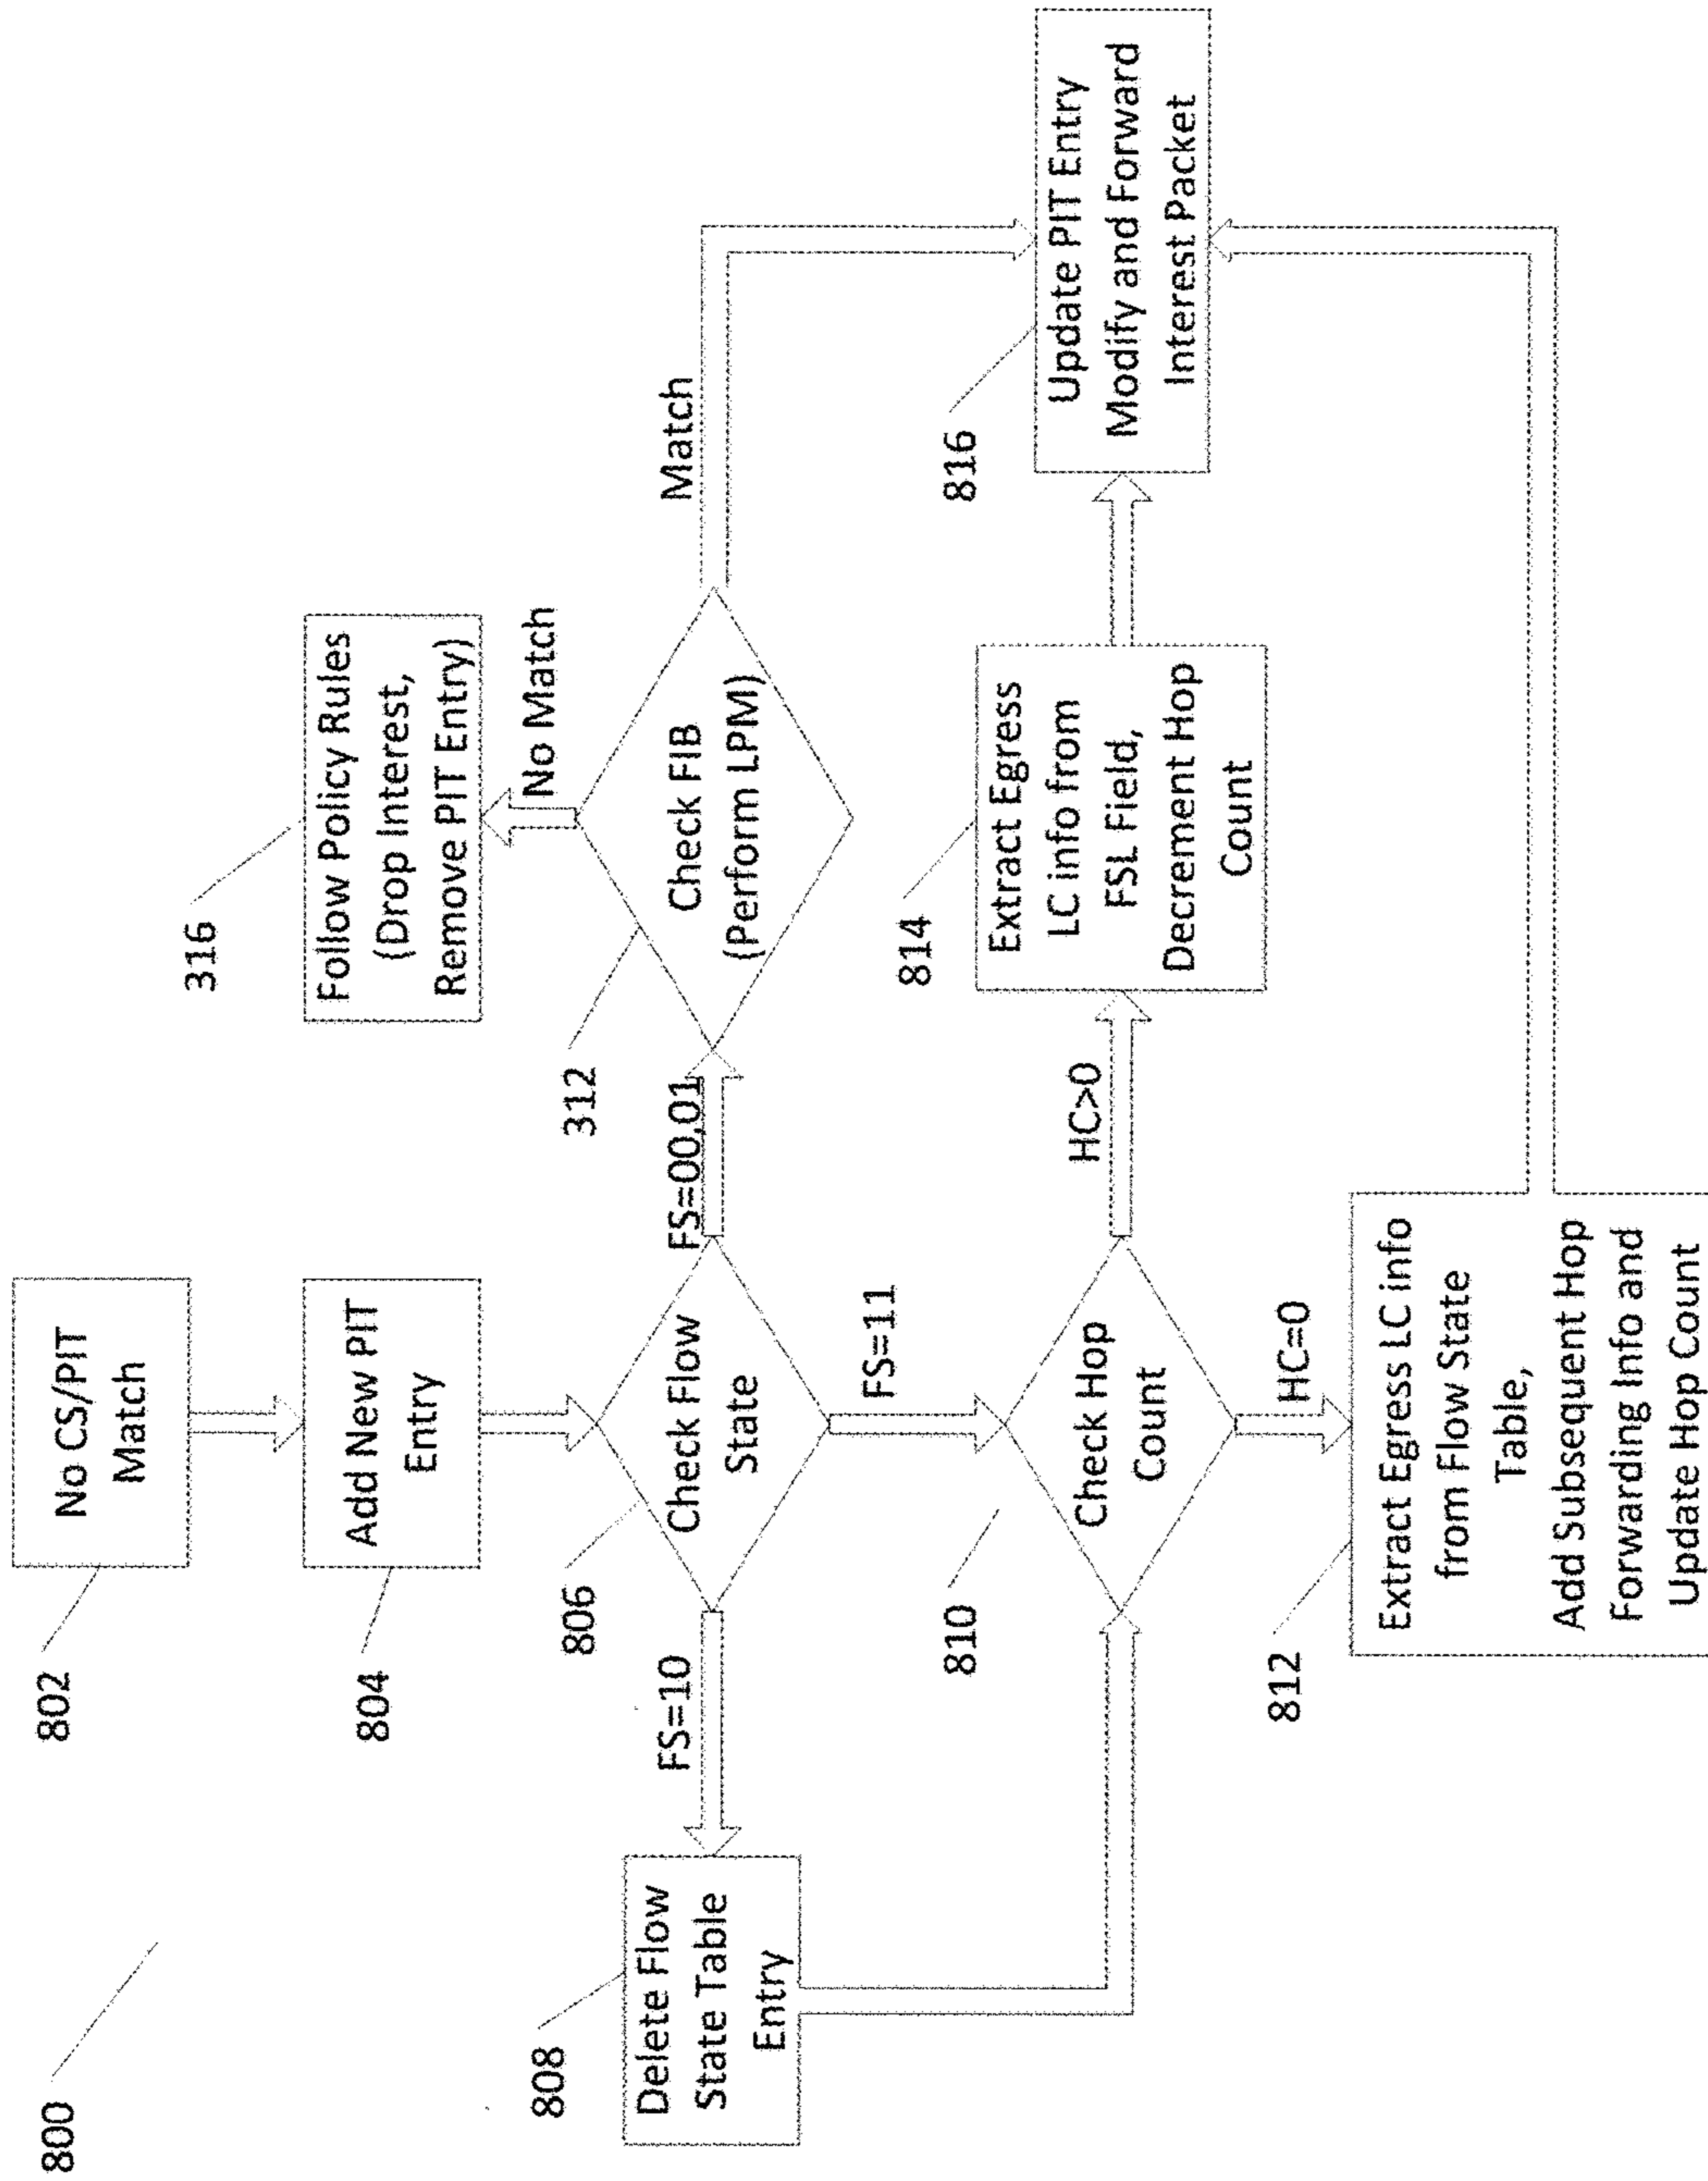 800
802
No CS/PIT
Match
804
Add New PIT
Entry
806
Check Flow
State
FS=10
FS=00,01
FS=11
808
Delete Flow
State Table
Entry
312
Check FIB
(Perform LPM)
No Match
Match
316
Follow Policy Rules
(Drop Interest,
Remove PIT Entry)
810
Check Hop
Count
HC>0
HC=0
814
Extract Egress
LC info from
FSL Field,
Decrement Hop
Count
816
Update PIT Entry
Modify and Forward
Interest Packet
812
Extract Egress LC info
from Flow State
Table,
Add Subsequent Hop
Forwarding Info and
Update Hop Count